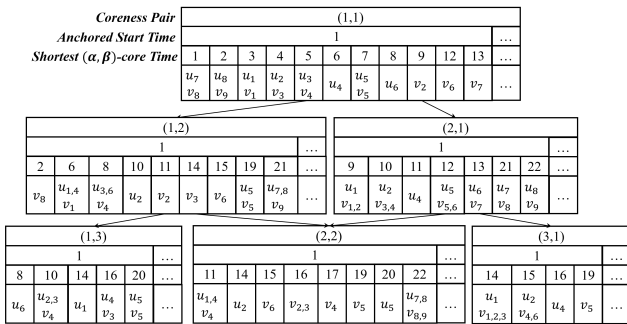 Coreness Pair (1,1)
Anchored Start Time 1 ...
Shortest (α, β)-core Time 1 2 3 4 5 6 7 8 9 12 13 ...
u7 u8 u1 u2 u3 u4 u5 u6 v2 v6 v7 ...
v8 v9 v1 v3 v4 v5
(1,2) (2,1)
1 ... 1 ...
2 6 8 10 11 14 15 19 21 ... 9 10 11 12 13 21 22 ...
v8 u1,4 u3,6 u2 v2 v3 v6 u5 u7,8 ... u1 u2 u4 u5 u6 u7 u8 ...
v1 v4 v5 v9 v1,2 v3,4 v5,6 v7 v8 v9
(1,3) (2,2) (3,1)
1 ... 1 ... 1 ...
8 10 14 16 20 ... 11 14 15 16 17 19 20 22 ... 14 15 16 19 ...
u6 u2,3 u1 u4 u5 ... u1,4 u2 v6 v2,3 v4 v5 u5 u7,8 ... u1 u2 u4 u5 ...
v4 v3 v5 v4 v8,9 v1,2,3 v4,6